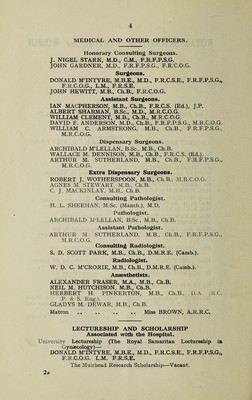 4
MEDICAL AND OTHER OFFICERS.
Honorary Consulting Surgeons.
J. NIGEL STARK, M.D., C.M., F.R.F.P.S.G.
JOHN GARDNER, M.D., F.R.F.P.S.G., F.R.C.O.G.
Surgeons.
DONALD M'INTYRE, M.B.E., M.D., F.R.C.S.E., F.R.F.P.S.G.,
F.R.C.O.G., L.M., F.R.S.E.
JOHN HEWITT, M.B., Ch.B., F.R.C.O.G.
Assistant Surgeons.
IAN MACPHERSON, M.B., Ch.B., F.R.C.S. (Ed.), J.P.
ALBERT SHARMAN, B.Sc., M.D., M.R.C.O.G.
WILLIAM CLEMENT, M.B., Ch.B., M.R.C.O.G.
DAVID F. ANDERSON, M.D., Ch.B., F.R.F.P.S.G., M.R.C.O.G.
WILLIAM C. ARMSTRONG, M.B., Ch.B., F.R.F.P.S.G.,
M.R.C.O.G.
Dispensary Surgeons.
ARCHIBALD M'LELLAN, B.Sc., M.B., Ch.B.
WALLACE M. DENNISON, M.B., Ch.B., F.R.C.S. (Ed.).
ARTHUR M. SUTHERLAND, M.B., Ch.B., F.R.F.P.S.G.,
M.R.C.O.G.
Extra Dispensary Surgeons.
ROBERT J. WOTHERSPOON, M.B., Ch.B., M.R.C.O.G.
AGNES M. STEWART, M.B., Ch.B.
C. J. MACKINLAY, M.B., Ch.B.
Consulting Pathologist.
H. L. SHEEHAN, M.Sc. (Manch.), M.D.
Pathologist.
ARCHIBALD M'LELLAN, B.Sc., M.B., Ch.B.
Assistant Pathologist.
ARTHUR M. SUTHERLAND, M.B., Ch.B., F.R.F.P.S.G.,
M.R.C.O.G.
Consulting Radiologist.
S. D. SCOTT PARK, M.B., Ch.B., D.M.R.E. (Camb.).
Radiologist.
W. D. C. M'CRORIE, M.B., Ch.B., D.M.R.E. (Camb.).
Anæsthetists.
ALEXANDER FRASER, M.A., M.B., Ch.B.
NEIL M. HUTCHISON, M.B., Ch.B.
HERBERT H. PINKERTON, M.B., Ch.B., D.A. (R.C.
P. & S. Eng.).
GLADYS M. DEWAR, M.B., Ch.B.
Matron .. .. .. .. Miss BROWN, A.R.R.C.
LECTURESHIP AND SCHOLARSHIP
Associated with the Hospital.
University Lectureship (The Royal Samaritan Lectureship in
Gynæcology)—
DONALD M'INTYRE, M.B.E., M.D., F.R.C.S.E., F.R.F.P.S.G.,
F.R.C.O.G. L.M. F.R.S.E.
The Muirhead Research Scholarship—Vacant.
2a